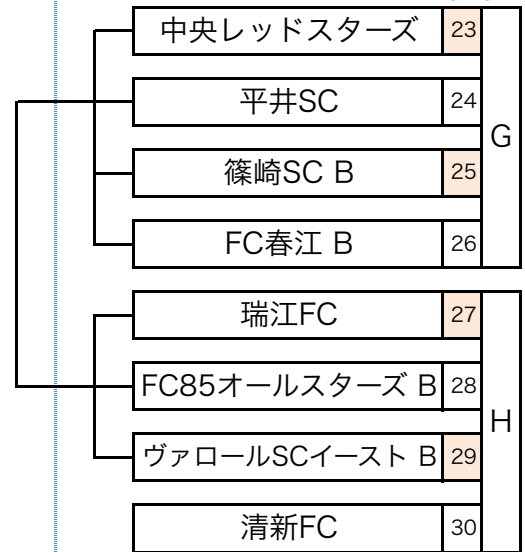 中央レッドスターズ 23
平井SC 24
篠崎SC B 25
FC春江 B 26
G
瑞江FC 27
FC85オールスターズ B 28
ヴァロールSCイースト B 29
清新FC 30
H